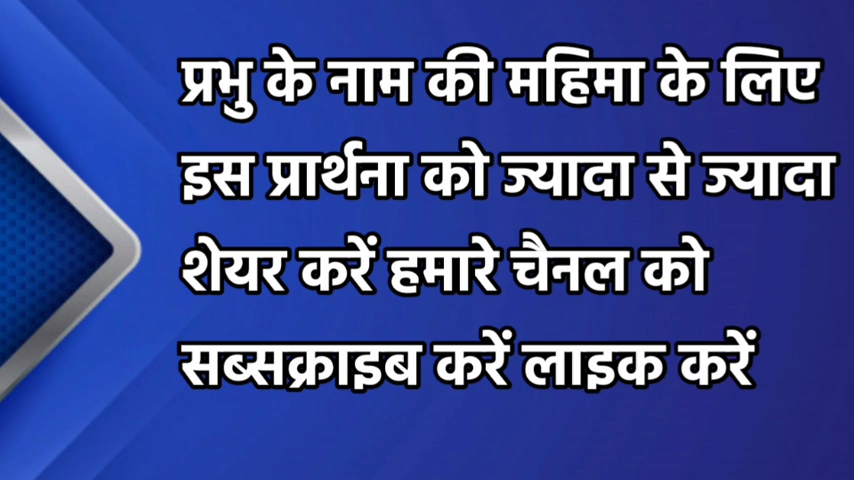 प्रभु के नाम की महिमा के लिए
इस प्रार्थना को ज्यादा से ज्यादा
शेयर करें हमारे चैनल को
सब्सक्राइब करें लाइक करें